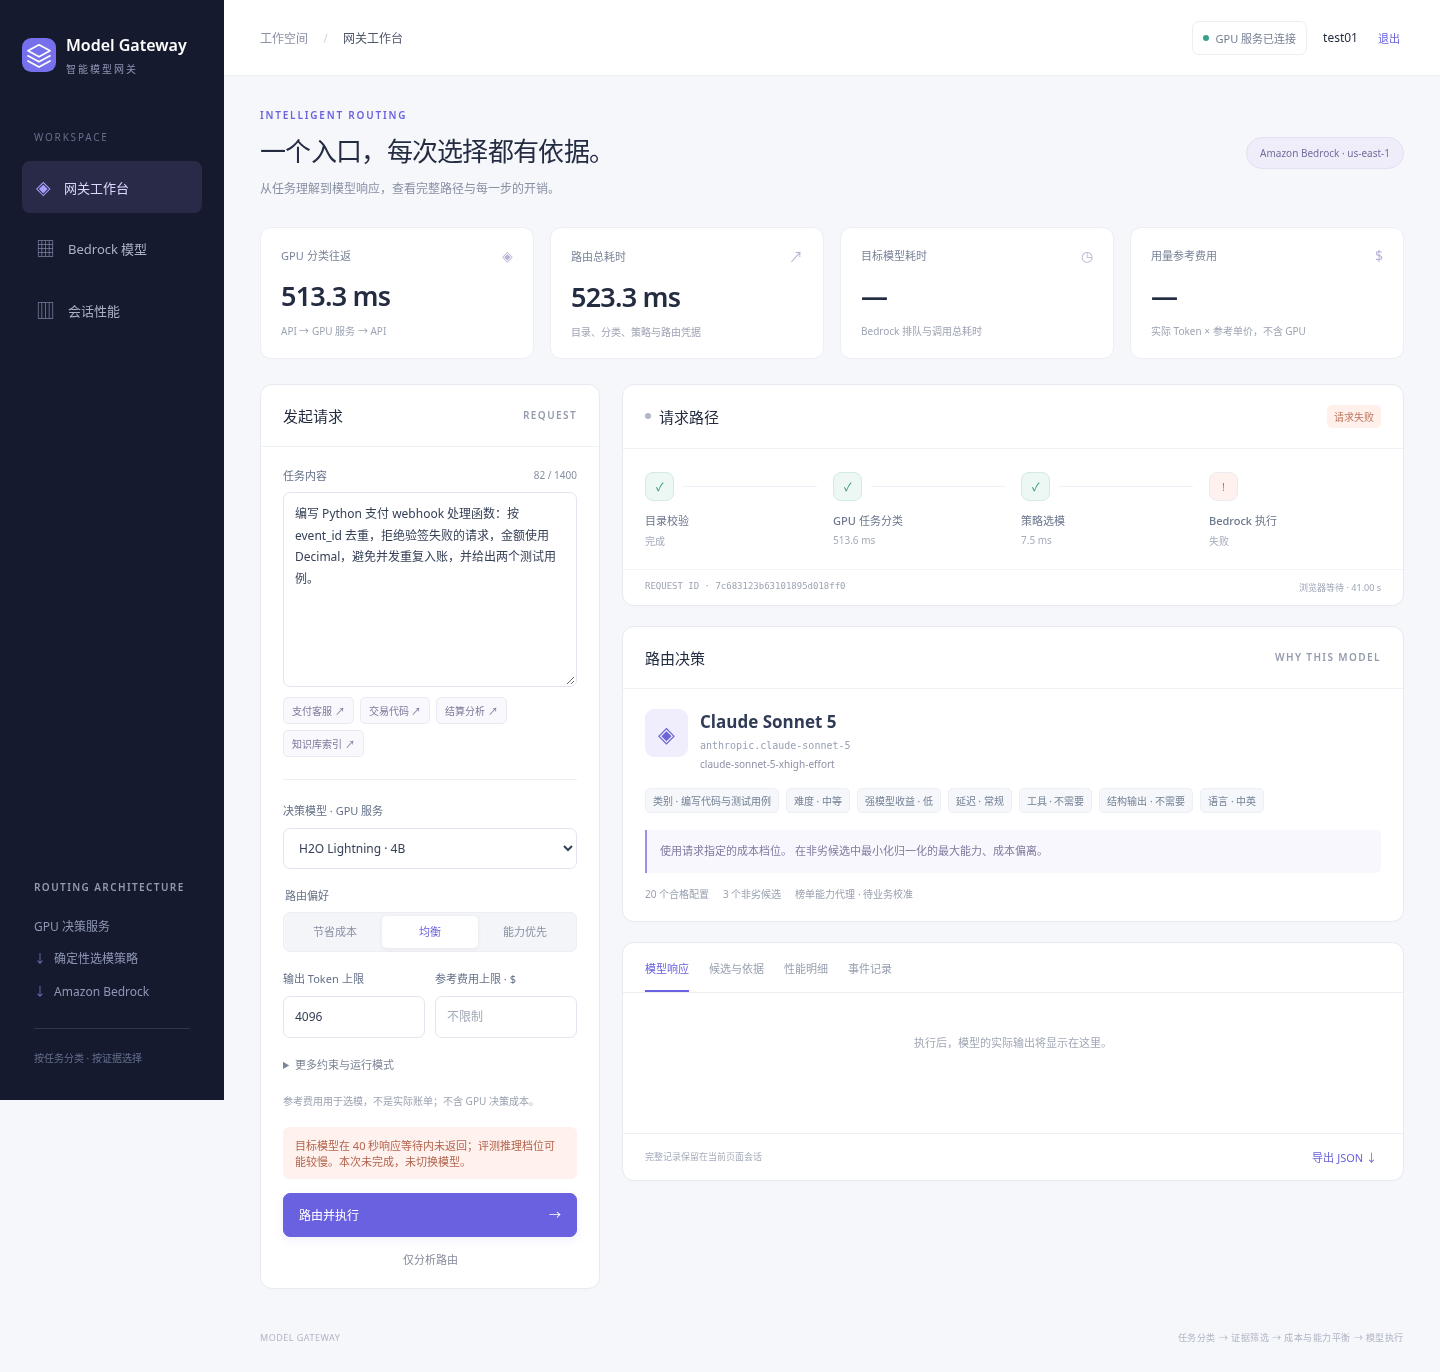 Model Gateway
智能模型网关
WORKSPACE
◈ 网关工作台
Bedrock 模型
会话性能
ROUTING ARCHITECTURE
GPU 决策服务
↓ 确定性选模策略
↓ Amazon Bedrock
按任务分类 · 按证据选择
工作空间 / 网关工作台
GPU 服务已连接 test01 退出
INTELLIGENT ROUTING
一个入口，每次选择都有依据。
从任务理解到模型响应，查看完整路径与每一步的开销。
Amazon Bedrock · us-east-1
GPU 分类往返 ◈
513.3 ms
API → GPU 服务 → API
路由总耗时 ↗
523.3 ms
目录、分类、策略与路由凭据
目标模型耗时 ◷
—
Bedrock 排队与调用总耗时
用量参考费用 $
—
实际 Token × 参考单价，不含 GPU
发起请求 REQUEST
任务内容 82 / 1400
编写 Python 支付 webhook 处理函数：按
event_id 去重，拒绝验签失败的请求，金额使用
Decimal，避免并发重复入账，并给出两个测试用
例。
支付客服 ↗ 交易代码 ↗ 结算分析 ↗
知识库索引 ↗
决策模型 · GPU 服务
H2O Lightning · 4B
路由偏好
节省成本 均衡 能力优先
输出 Token 上限 参考费用上限 · $
4096 不限制
▶ 更多约束与运行模式
参考费用用于选模，不是实际账单；不含 GPU 决策成本。
目标模型在 40 秒响应等待内未返回；评测推理档位可
能较慢。本次未完成，未切换模型。
路由并执行 →
仅分析路由
请求路径 请求失败
✓ ✓ ✓ !
目录校验 GPU 任务分类 策略选模 Bedrock 执行
完成 513.6 ms 7.5 ms 失败
REQUEST ID · 7c683123b63101895d018ff0 浏览器等待 · 41.00 s
路由决策 WHY THIS MODEL
◈ Claude Sonnet 5
anthropic.claude-sonnet-5
claude-sonnet-5-xhigh-effort
类别 · 编写代码与测试用例 难度 · 中等 强模型收益 · 低 延迟 · 常规 工具 · 不需要 结构输出 · 不需要 语言 · 中英
使用请求指定的成本档位。 在非劣候选中最小化归一化的最大能力、成本偏离。
20 个合格配置 3 个非劣候选 榜单能力代理 · 待业务校准
模型响应 候选与依据 性能明细 事件记录
执行后，模型的实际输出将显示在这里。
完整记录保留在当前页面会话 导出 JSON ↓
MODEL GATEWAY 任务分类 → 证据筛选 → 成本与能力平衡 → 模型执行